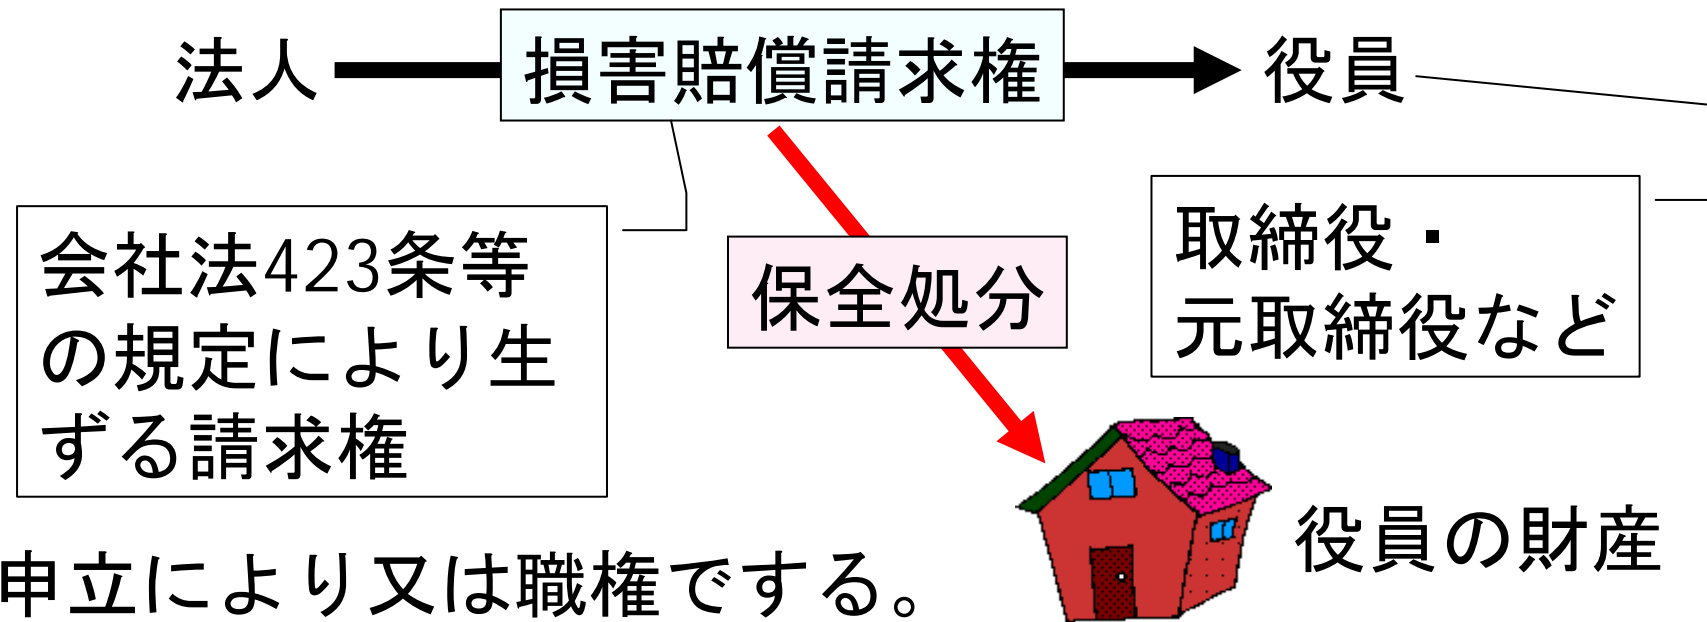 法人
損害賠償請求権
役員
会社法423条等
の規定により生
ずる請求権
保全処分
取締役・
元取締役など
役員の財産
申立により又は職権でする。